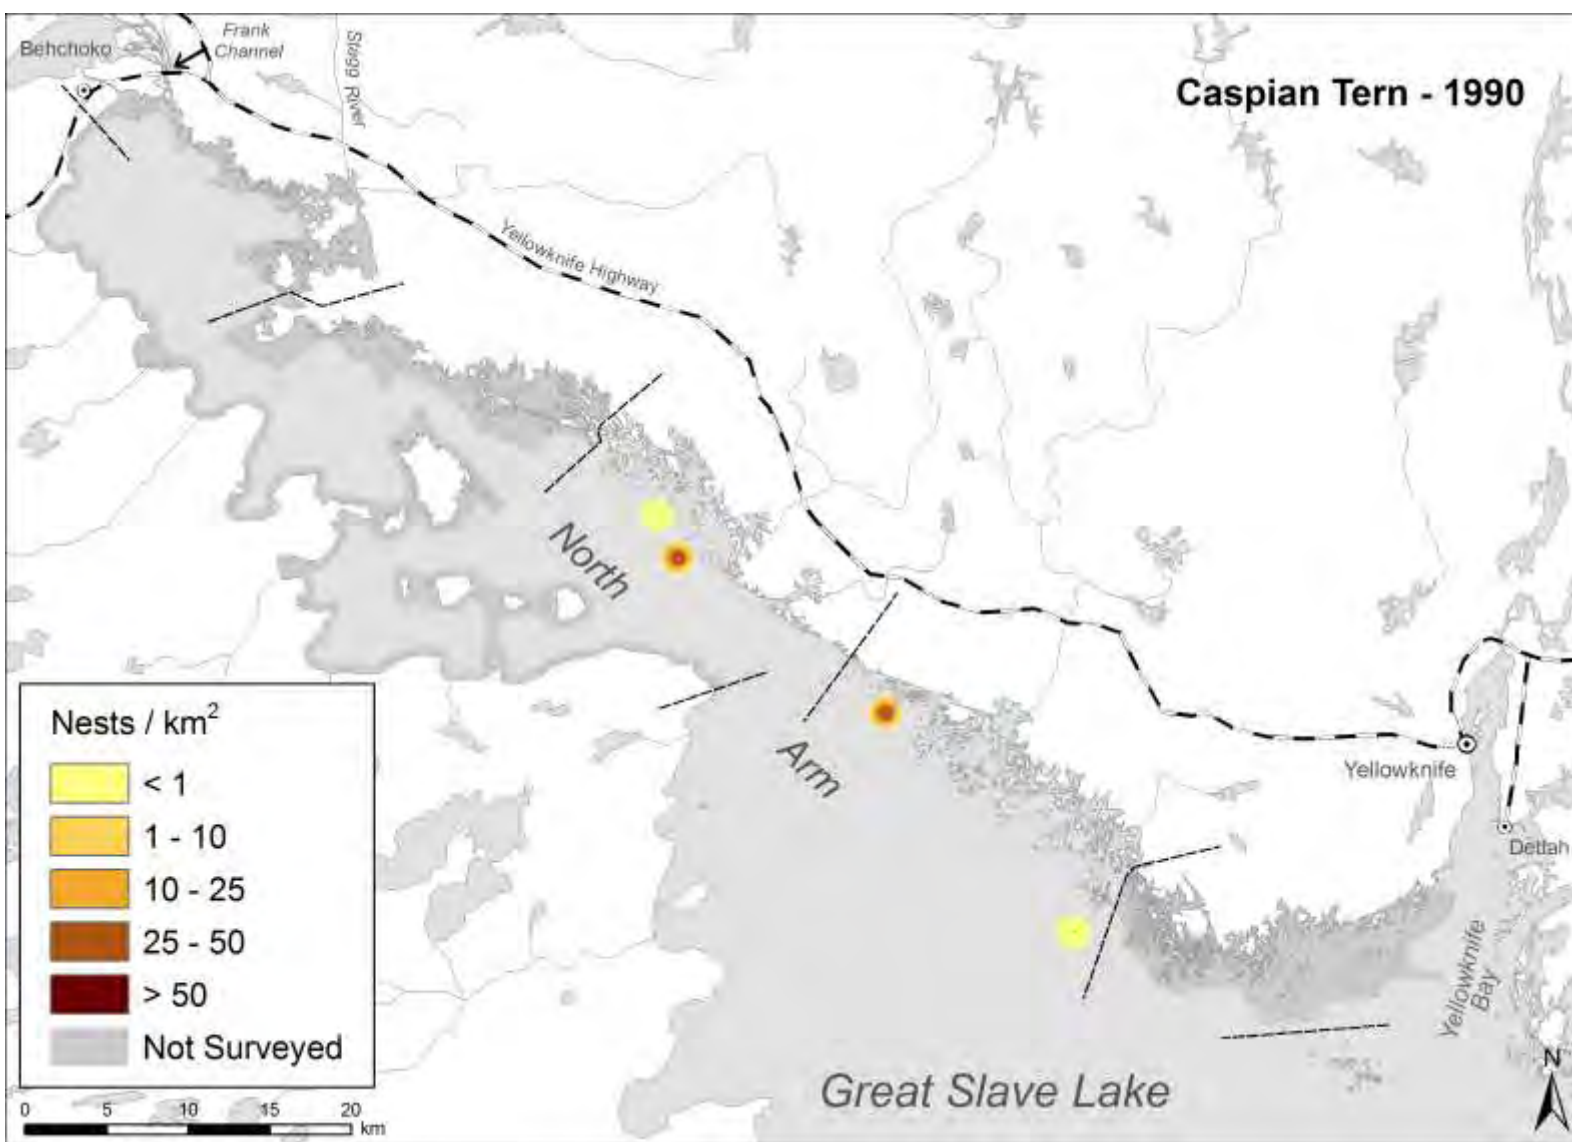 Behchoko
Frank
Channel
Stagg River
Caspian Tern - 1990
Yellowknife Highway
North
Arm
Yellowknife
Dettah
Yellowknife
Bay
Great Slave Lake
N
Nests / km2
< 1
1 - 10
10 - 25
25 - 50
> 50
Not Surveyed
0 5 10 15 20
km